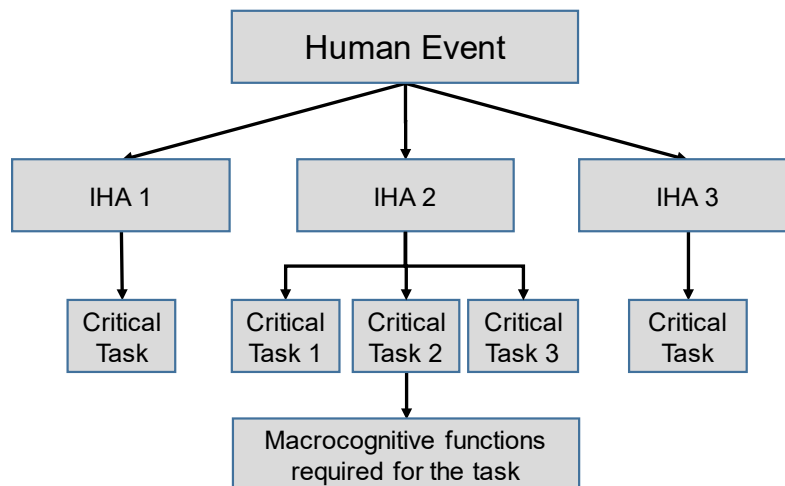 Human Event
IHA 1
IHA 2
IHA 3
Critical
Task
Critical
Task 1
Critical
Task 2
Critical
Task 3
Critical
Task
Macrocognitive functions
required for the task